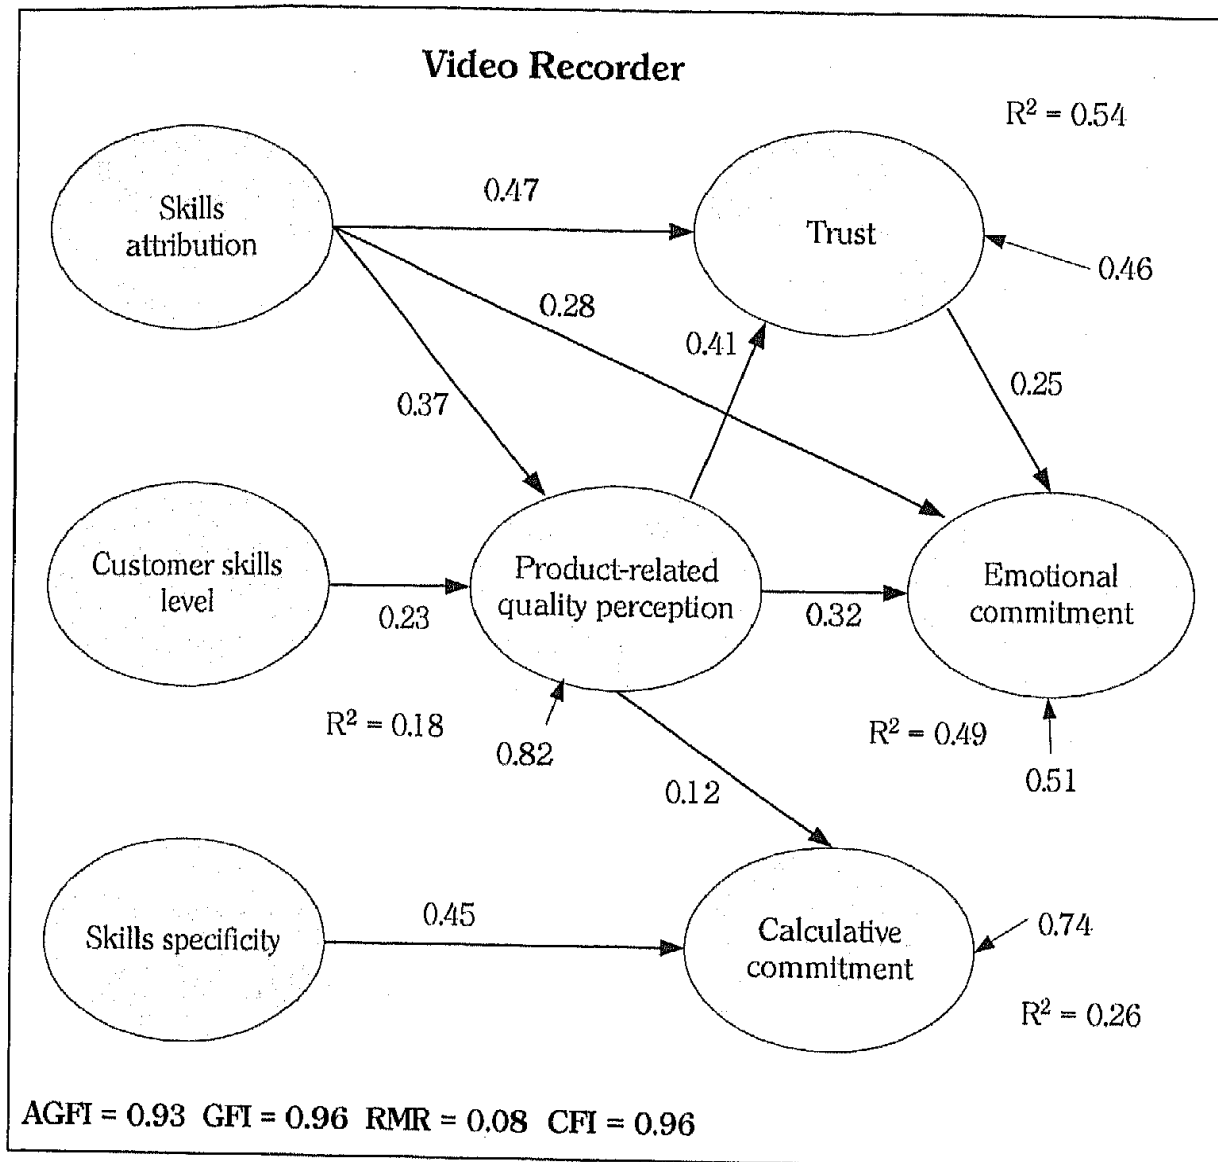 Video Recorder
R² = 0.54
Skills
attribution
0.47
Trust
0.46
0.28
0.41
0.37
0.25
Customer skills
level
0.23
Product-related
quality perception
0.32
Emotional
commitment
R² = 0.18
0.82
R² = 0.49
0.51
0.12
Skills specificity
0.45
Calculative
commitment
0.74
R² = 0.26
AGFI = 0.93 GFI = 0.96 RMR = 0.08 CFI = 0.96